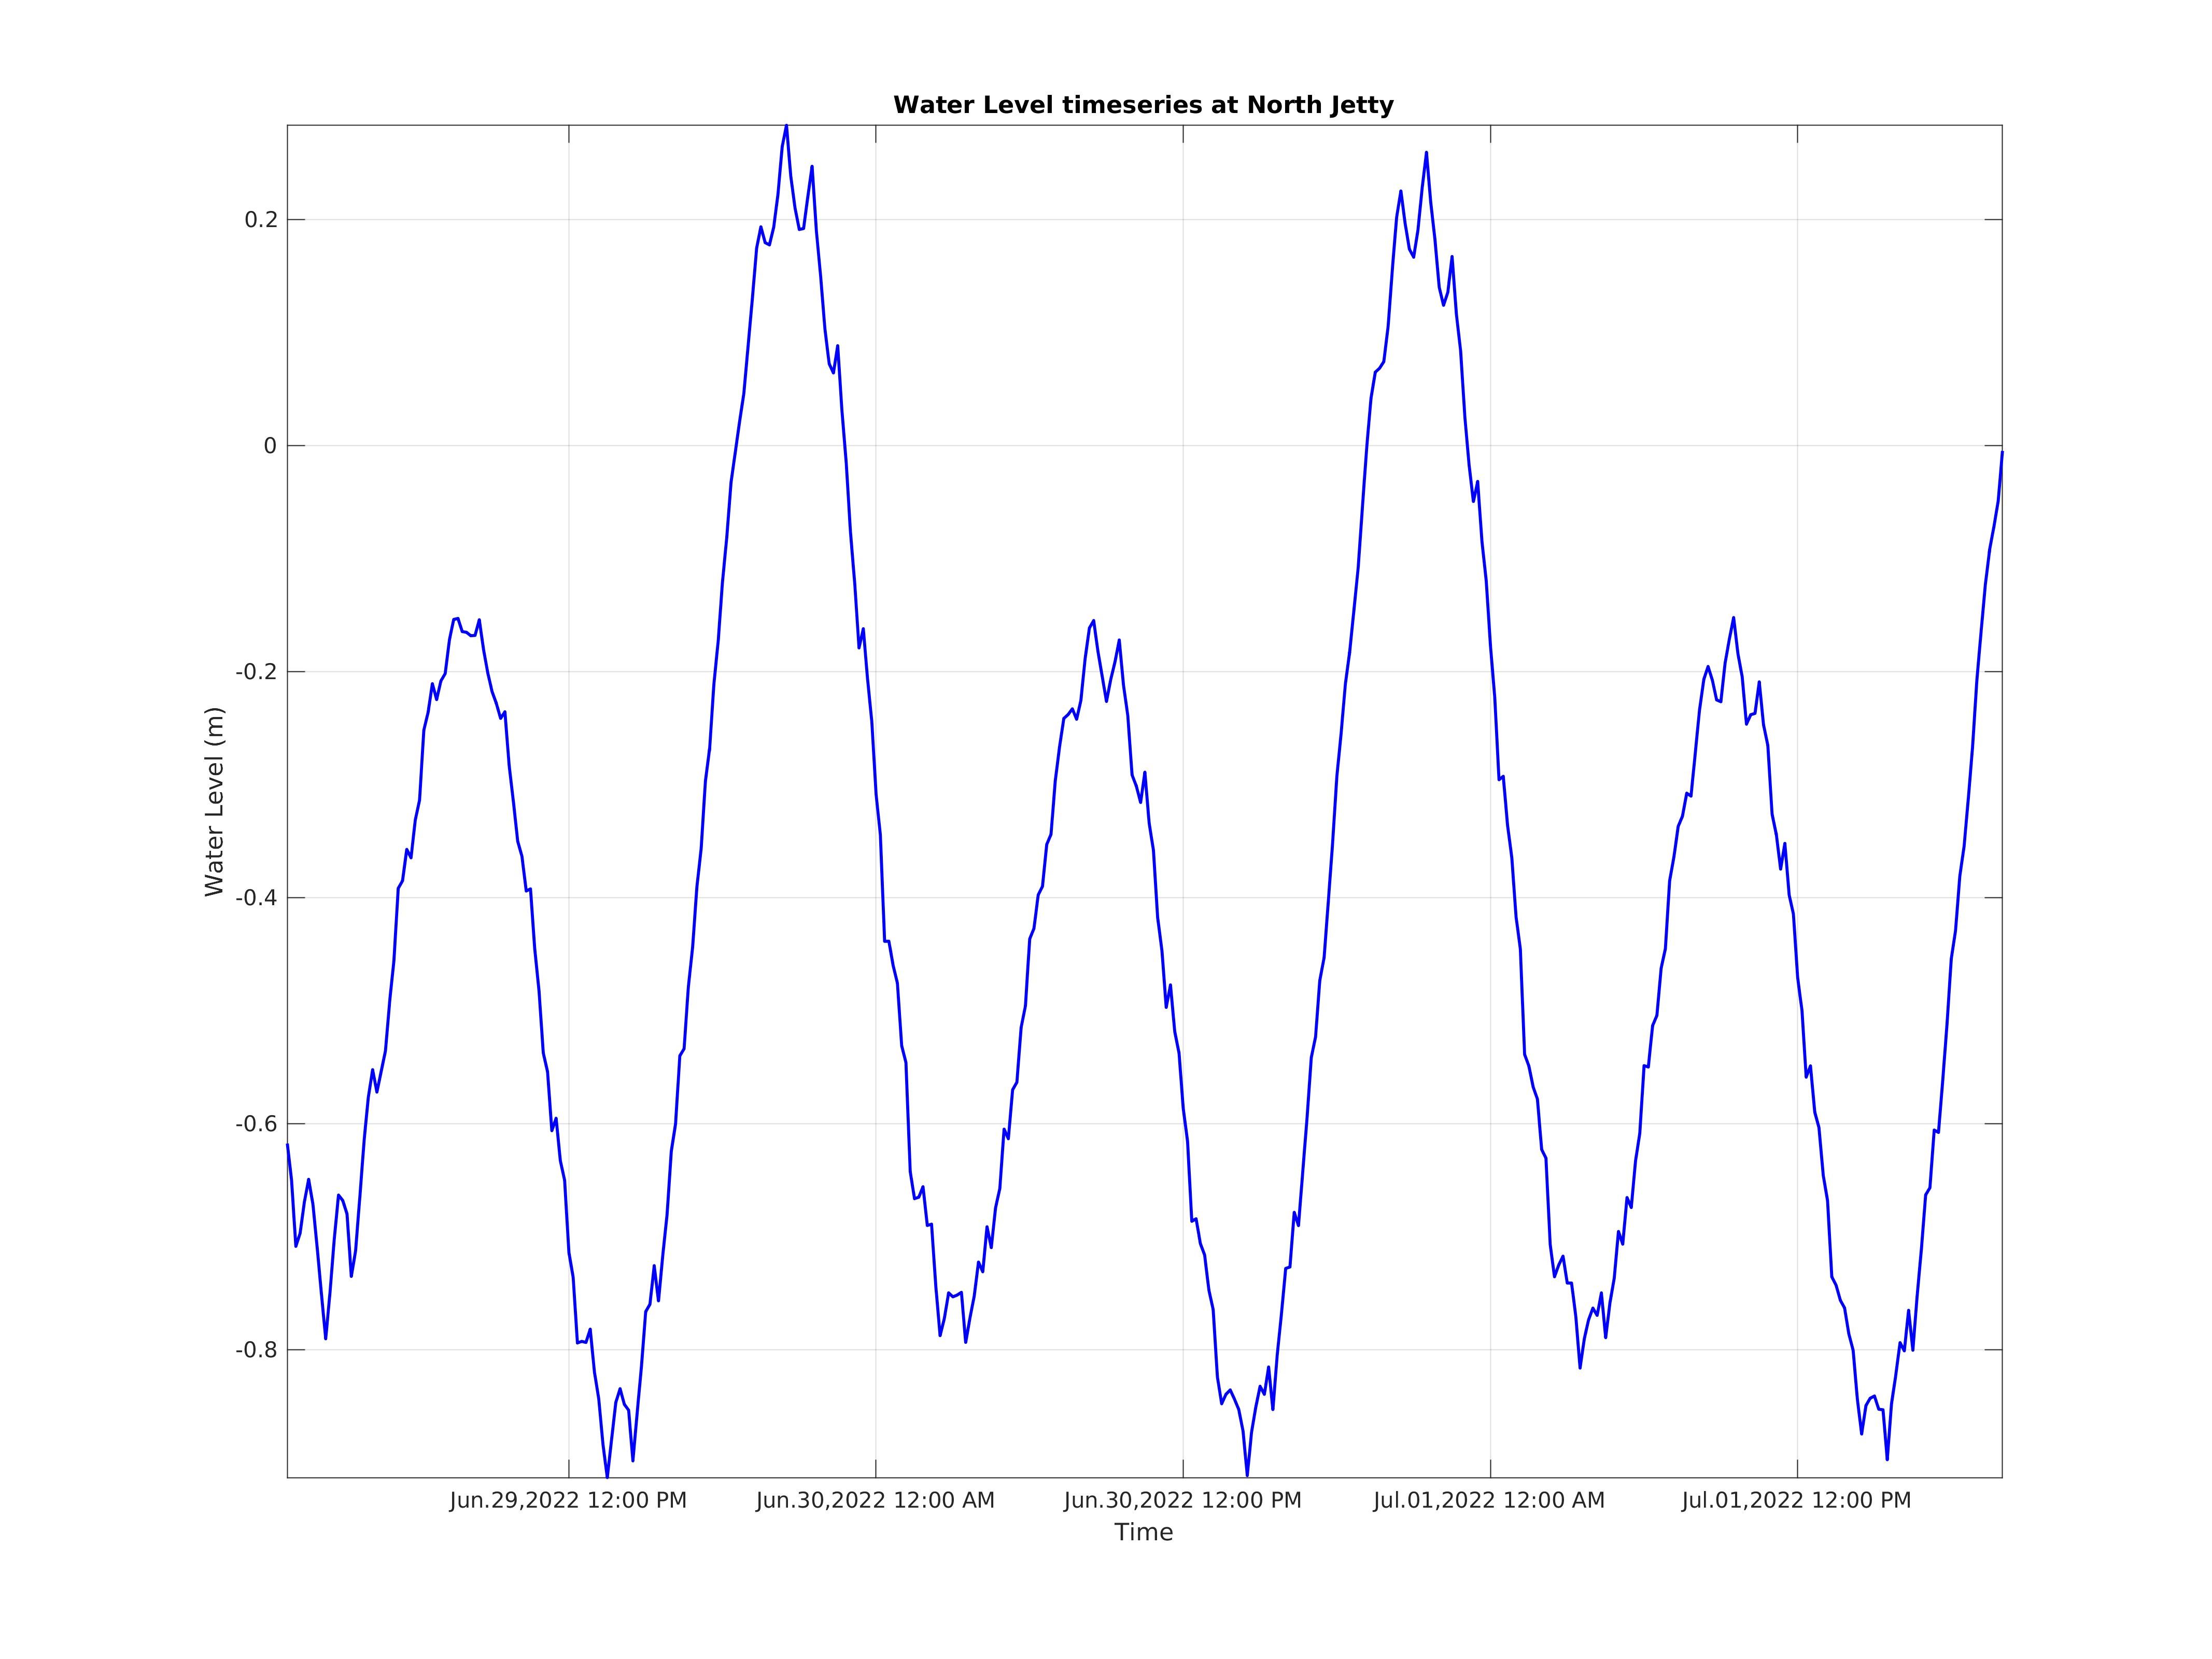 Water Level timeseries at North Jetty
0.2
0
-0.2
-0.4
-0.6
-0.8
Water Level (m)
Jun.29,2022 12:00 PM Jun.30,2022 12:00 AM Jun.30,2022 12:00 PM Jul.01,2022 12:00 AM Jul.01,2022 12:00 PM
Time